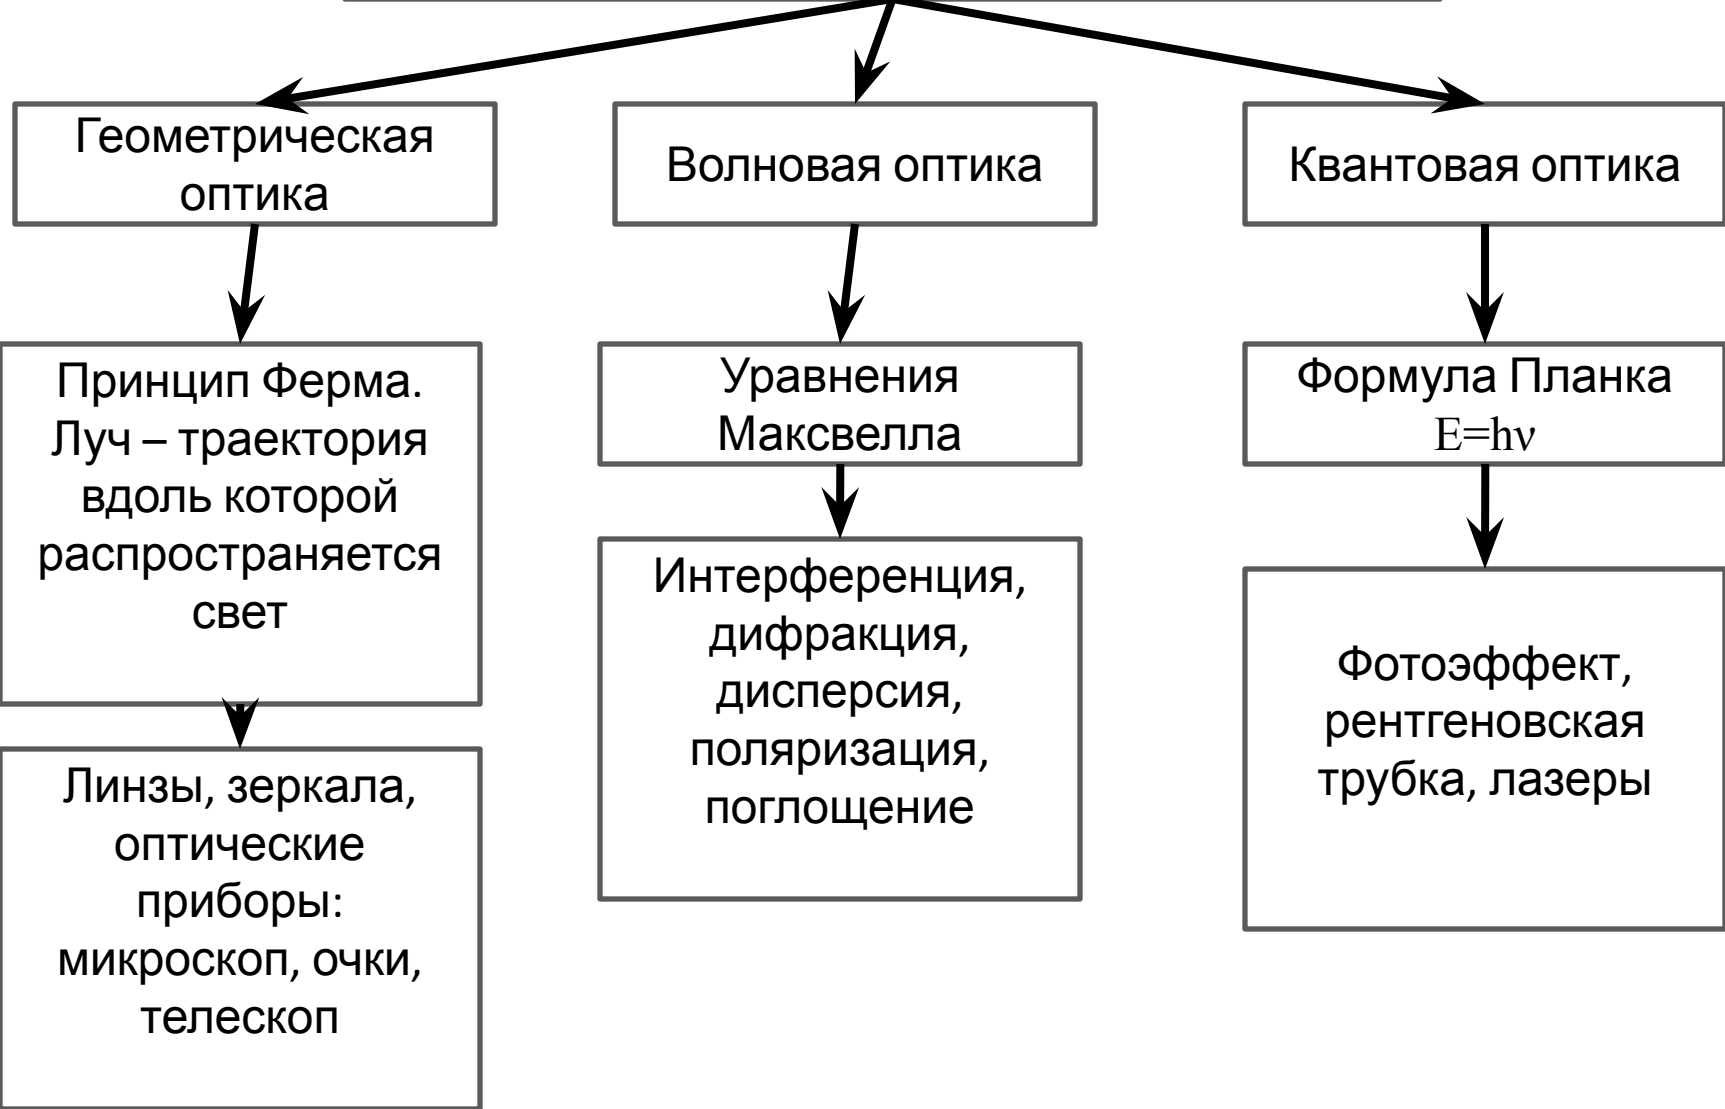 Геометрическая
оптика
Волновая оптика
Квантовая оптика
Принцип Ферма.
Луч – траектория
вдоль которой
распространяется
свет
Уравнения
Максвелла
Формула Планка
E=hν
Интерференция,
дифракция,
дисперсия,
поляризация,
поглощение
Фотоэффект,
рентгеновская
трубка, лазеры
Линзы, зеркала,
оптические
приборы:
микроскоп, очки,
телескоп